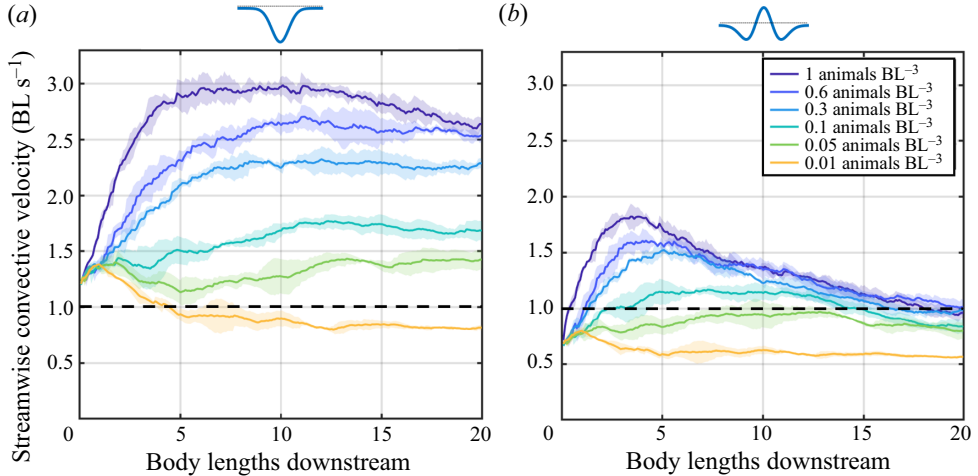 (a)
(b)
Streamwise convective velocity (BL s⁻¹)
3.0
2.5
2.0
1.5
1.0
0.5
0
5
10
15
20
Body lengths downstream
3.0
2.5
2.0
1.5
1.0
0.5
0
5
10
15
20
Body lengths downstream
1 animals BL⁻³
0.6 animals BL⁻³
0.3 animals BL⁻³
0.1 animals BL⁻³
0.05 animals BL⁻³
0.01 animals BL⁻³